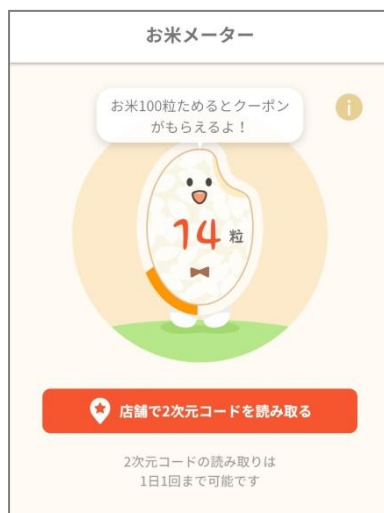 お米メーター
お米100粒ためるとクーポン
がもらえるよ！
i
14 粒
店舗で2次元コードを読み取る
2次元コードの読み取りは
1日1回まで可能です